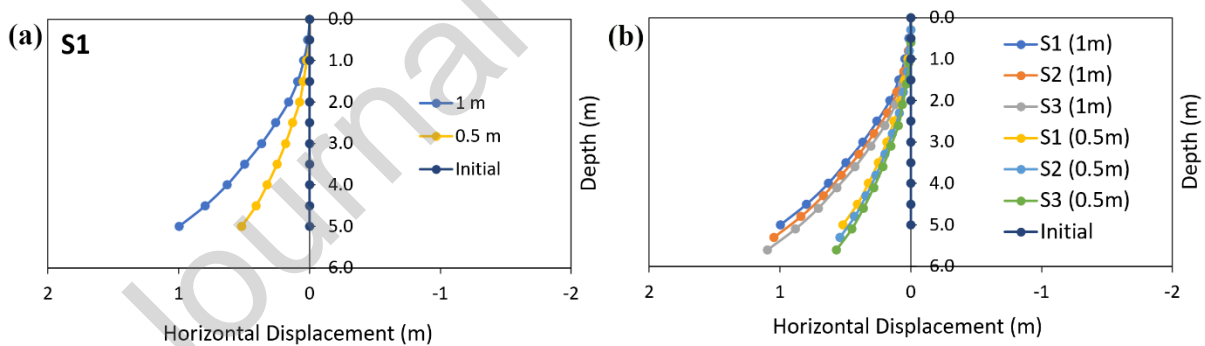 (a)
S1
0.0
1.0
2.0
3.0
4.0
5.0
6.0
Depth (m)
1 m
0.5 m
Initial
2 1 0 -1 -2
Horizontal Displacement (m)
(b)
0.0
1.0
2.0
3.0
4.0
5.0
6.0
Depth (m)
S1 (1m)
S2 (1m)
S3 (1m)
S1 (0.5m)
S2 (0.5m)
S3 (0.5m)
Initial
2 1 0 -1 -2
Horizontal Displacement (m)
Journal